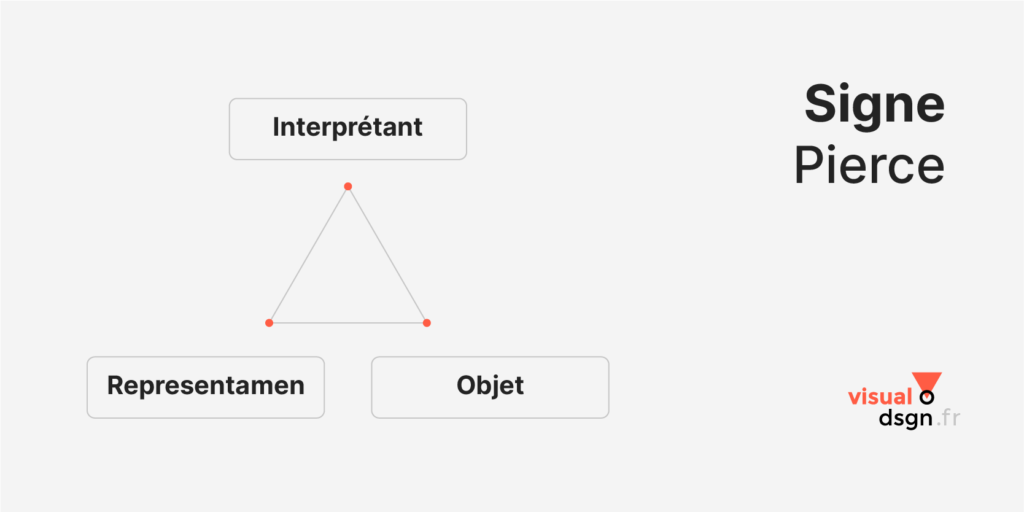 Interprétant
Representamen
Objet
Signe
Pierce
visual
dsgn.fr